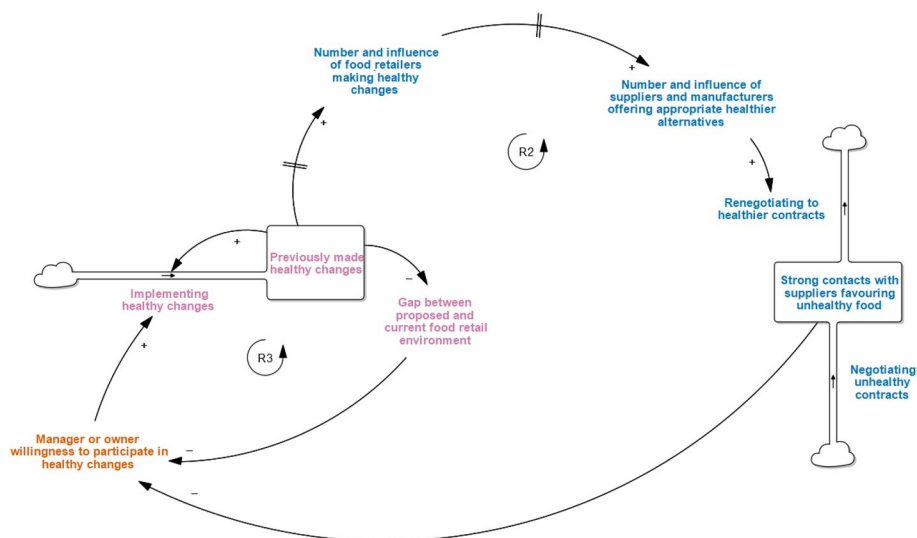 Number and influence
of food retailers
making healthy
changes
+
Number and influence of
suppliers and manufacturers
offering appropriate healthier
alternatives
+
R2
+
Renegotiating to
healthier contracts
+
Previously made
healthy changes
Implementing
healthy changes
–
Gap between
proposed and
current food retail
environment
Strong contacts with
suppliers favouring
unhealthy food
+
R3
Negotiating
unhealthy
contracts
Manager or owner
willingness to participate in
healthy changes
–
–